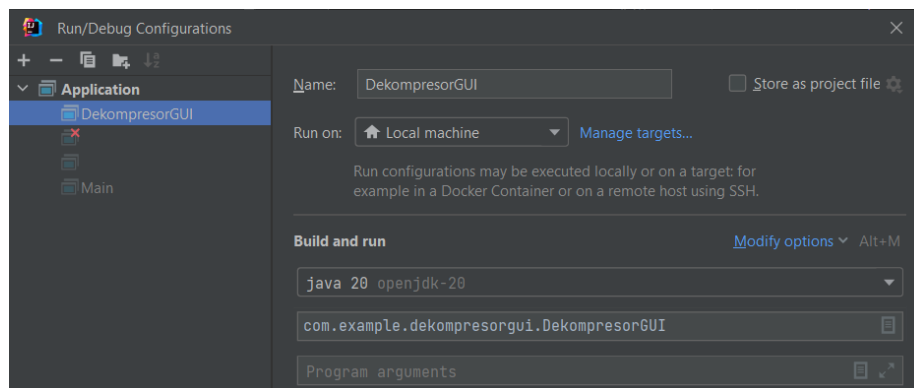 Run/Debug Configurations
Application
DekompresorGUI
Main
Name: DekompresorGUI Store as project file
Run on: Local machine Manage targets...
Run configurations may be executed locally or on a target: for
example in a Docker Container or on a remote host using SSH.
Build and run Modify options Alt+M
java 20 openjdk-20
com.example.dekompresorgui.DekompresorGUI
Program arguments